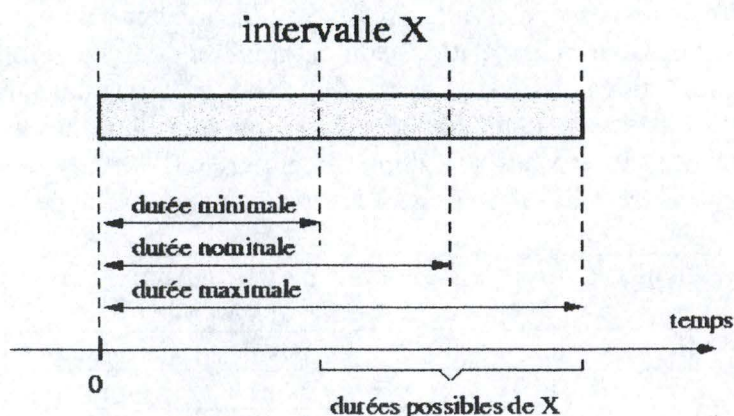 intervalle X
durée minimale
durée nominale
durée maximale
temps
0
durées possibles de X